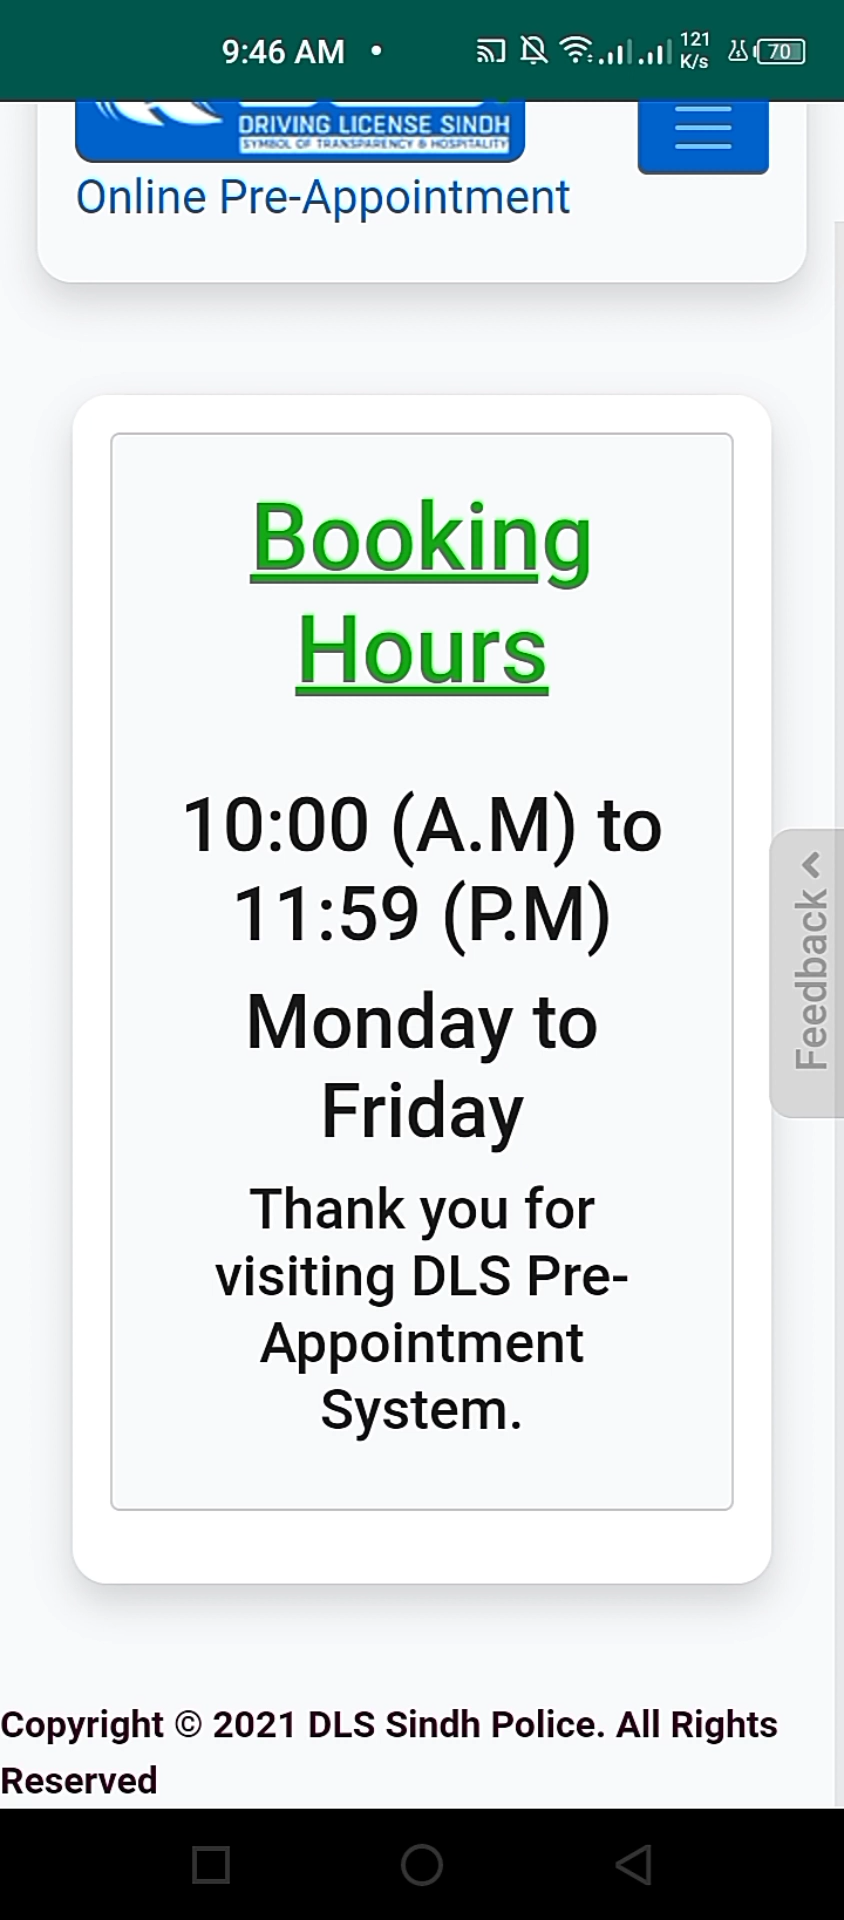 9:46 AM
121
K/s
70
DRIVING LICENSE SINDH
SYMBOL OF TRANSPARENCY & HOSPITALITY
Online Pre-Appointment
Booking
Hours
10:00 (A.M) to
11:59 (P.M)
Monday to
Friday
Thank you for
visiting DLS Pre-
Appointment
System.
Feedback
Copyright © 2021 DLS Sindh Police. All Rights
Reserved